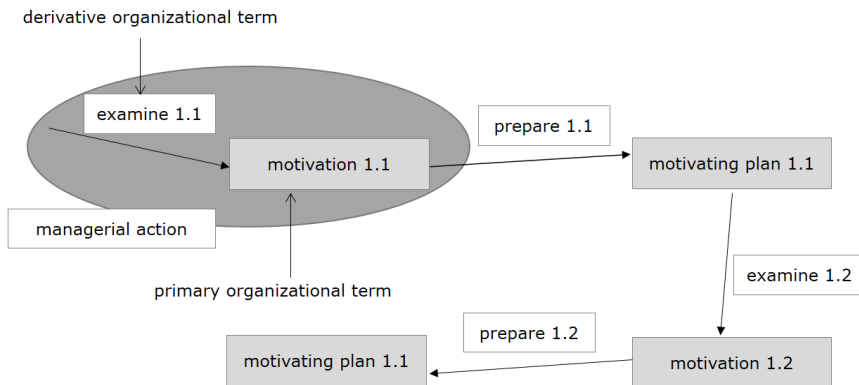 derivative organizational term
examine 1.1
prepare 1.1
motivation 1.1
motivating plan 1.1
managerial action
examine 1.2
primary organizational term
prepare 1.2
motivating plan 1.1
motivation 1.2